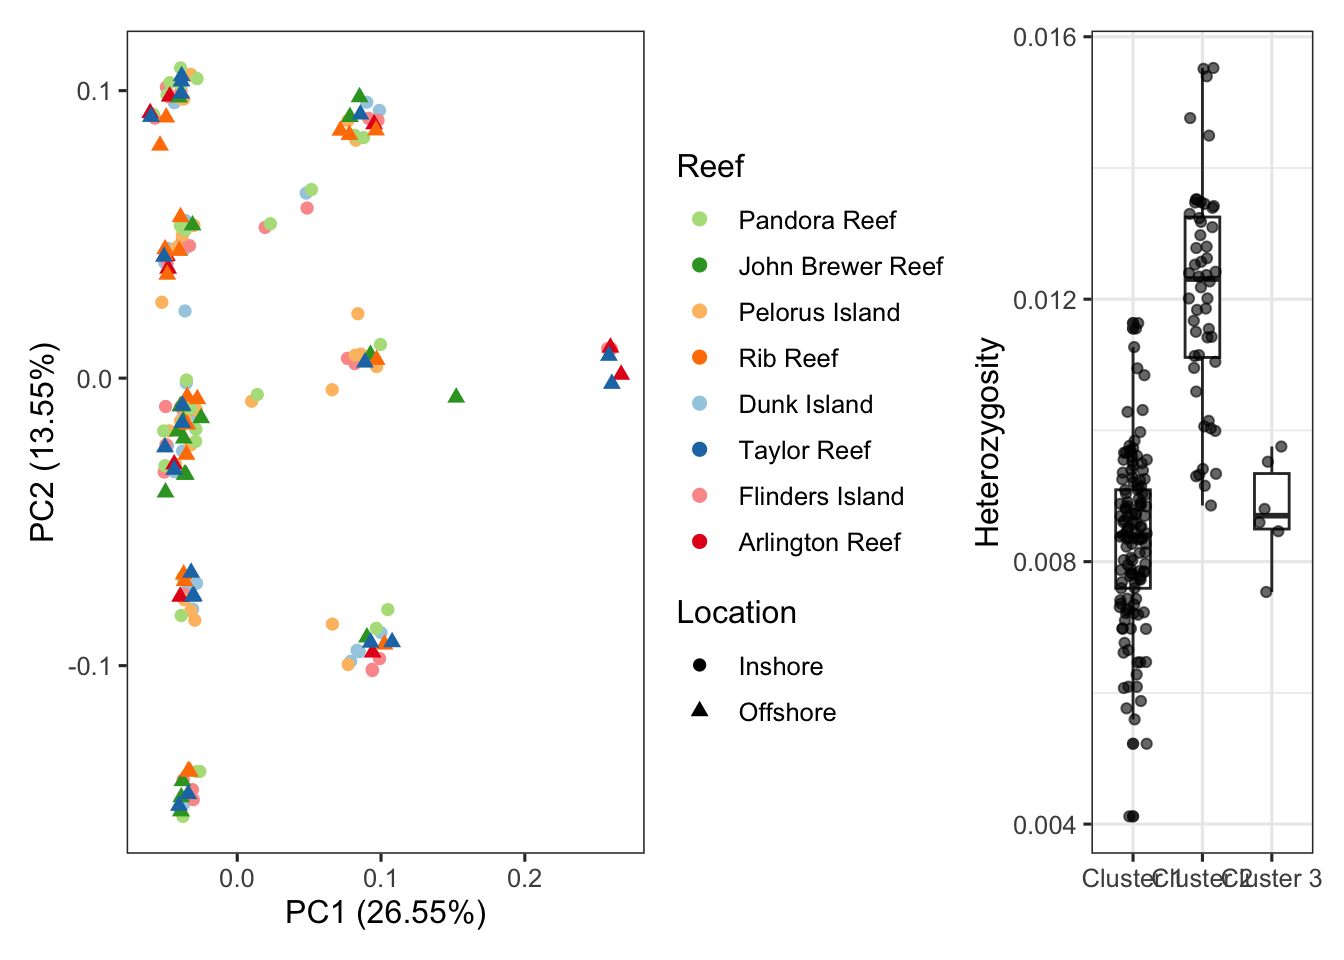 0.1
0.0
-0.1
PC2 (13.55%)
0.0 0.1 0.2
PC1 (26.55%)
Reef
Pandora Reef
John Brewer Reef
Pelorus Island
Rib Reef
Dunk Island
Taylor Reef
Flinders Island
Arlington Reef
Location
Inshore
Offshore
0.016
0.012
0.008
0.004
Heterozygosity
Cluster 1 Cluster 2 Cluster 3